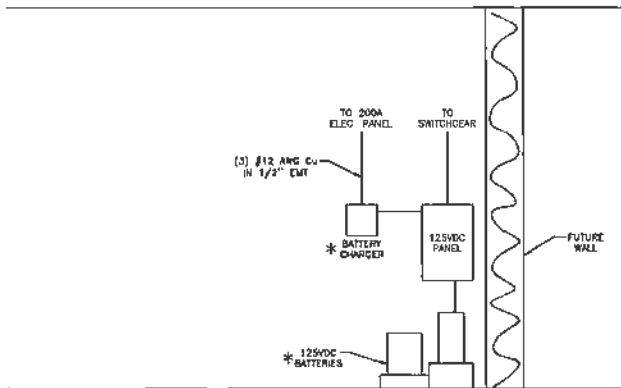 TO 200A
ELEC PANEL
TO
SWITCHGEAR
(3) #12 AWG Cu
IN 1/2" EMT
* BATTERY
CHARGER
125VDC
PANEL
FUTURE
WALL
* 125VDC
BATTERIES